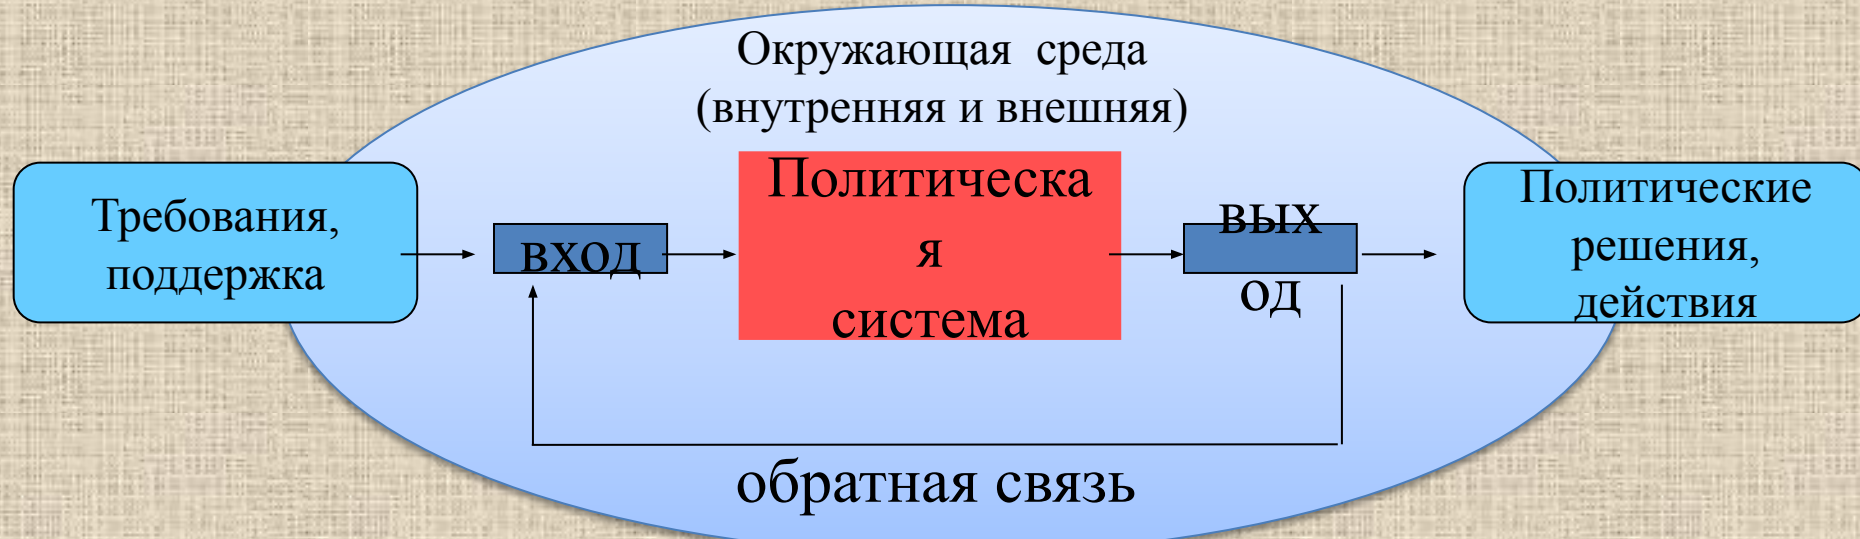 Окружающая среда
(внутренняя и внешняя)
Требования,
поддержка
вход
Политическа
я
система
вых
од
Политические
решения,
действия
обратная связь